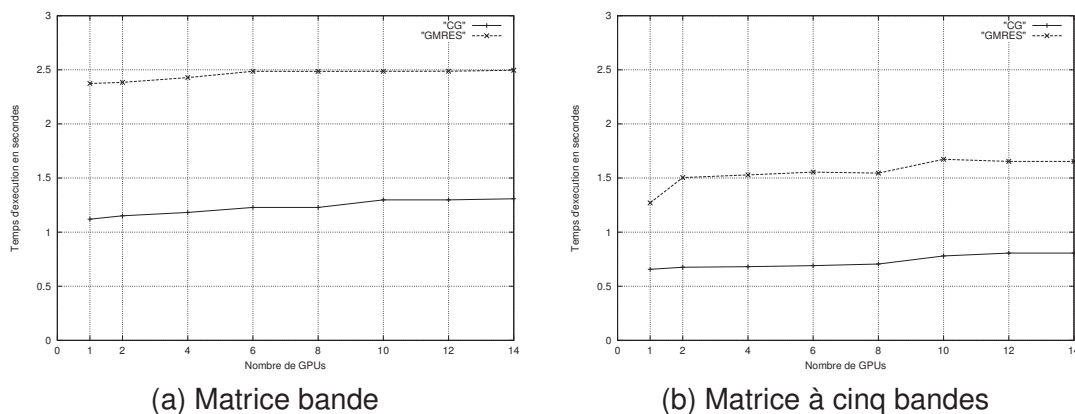 3
2.5
2
1.5
1
0.5
0
0 1 2 4 6 8 10 12 14
Temps d'execution en secondes
Nombre de GPUs
"CG"
"GMRES"
(a) Matrice bande
3
2.5
2
1.5
1
0.5
0
0 1 2 4 6 8 10 12 14
Temps d'execution en secondes
Nombre de GPUs
"CG"
"GMRES"
(b) Matrice à cinq bandes